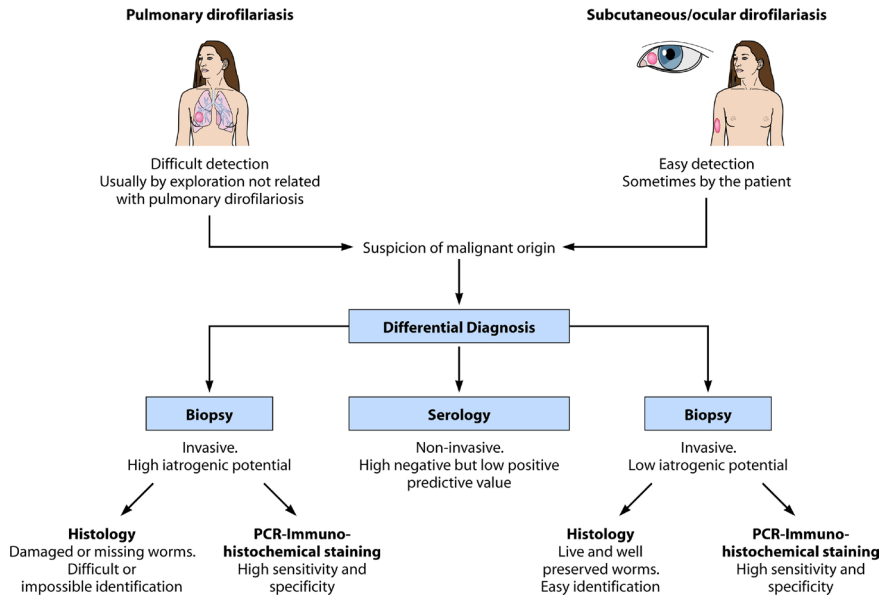 Pulmonary dirofilariasis
Subcutaneous/ocular dirofilariasis
Difficult detection
Usually by exploration not related
with pulmonary dirofilariosis
Easy detection
Sometimes by the patient
Suspicion of malignant origin
Differential Diagnosis
Biopsy
Invasive.
High iatrogenic potential
Serology
Non-invasive.
High negative but low positive
predictive value
Biopsy
Invasive.
Low iatrogenic potential
Histology
Damaged or missing worms.
Difficult or
impossible identification
PCR-Immuno-
histochemical staining
High sensitivity and
specificity
Histology
Live and well
preserved worms.
Easy identification
PCR-Immuno-
histochemical staining
High sensitivity and
specificity